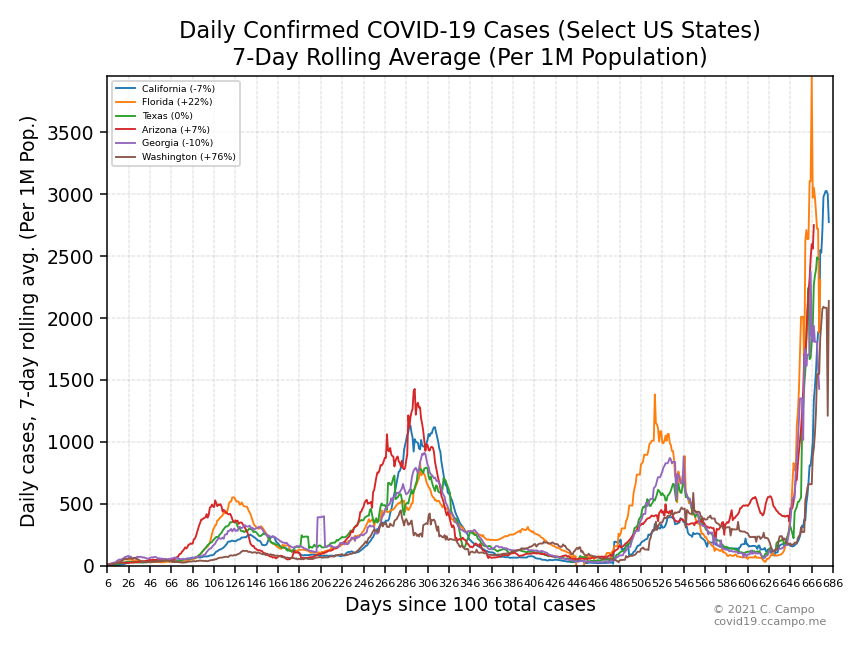 Daily Confirmed COVID-19 Cases (Select US States)
7-Day Rolling Average (Per 1M Population)
California (-7%)
Florida (+22%)
Texas (0%)
Arizona (+7%)
Georgia (-10%)
Washington (+76%)
Daily cases, 7-day rolling avg. (Per 1M Pop.)
3500
3000
2500
2000
1500
1000
500
0
6 26 46 66 86 106 126 146 166 186 206 226 246 266 286 306 326 346 366 386 406 426 446 466 486 506 526 546 566 586 606 626 646 666 686
Days since 100 total cases
© 2021 C. Campo
covid19.ccampo.me